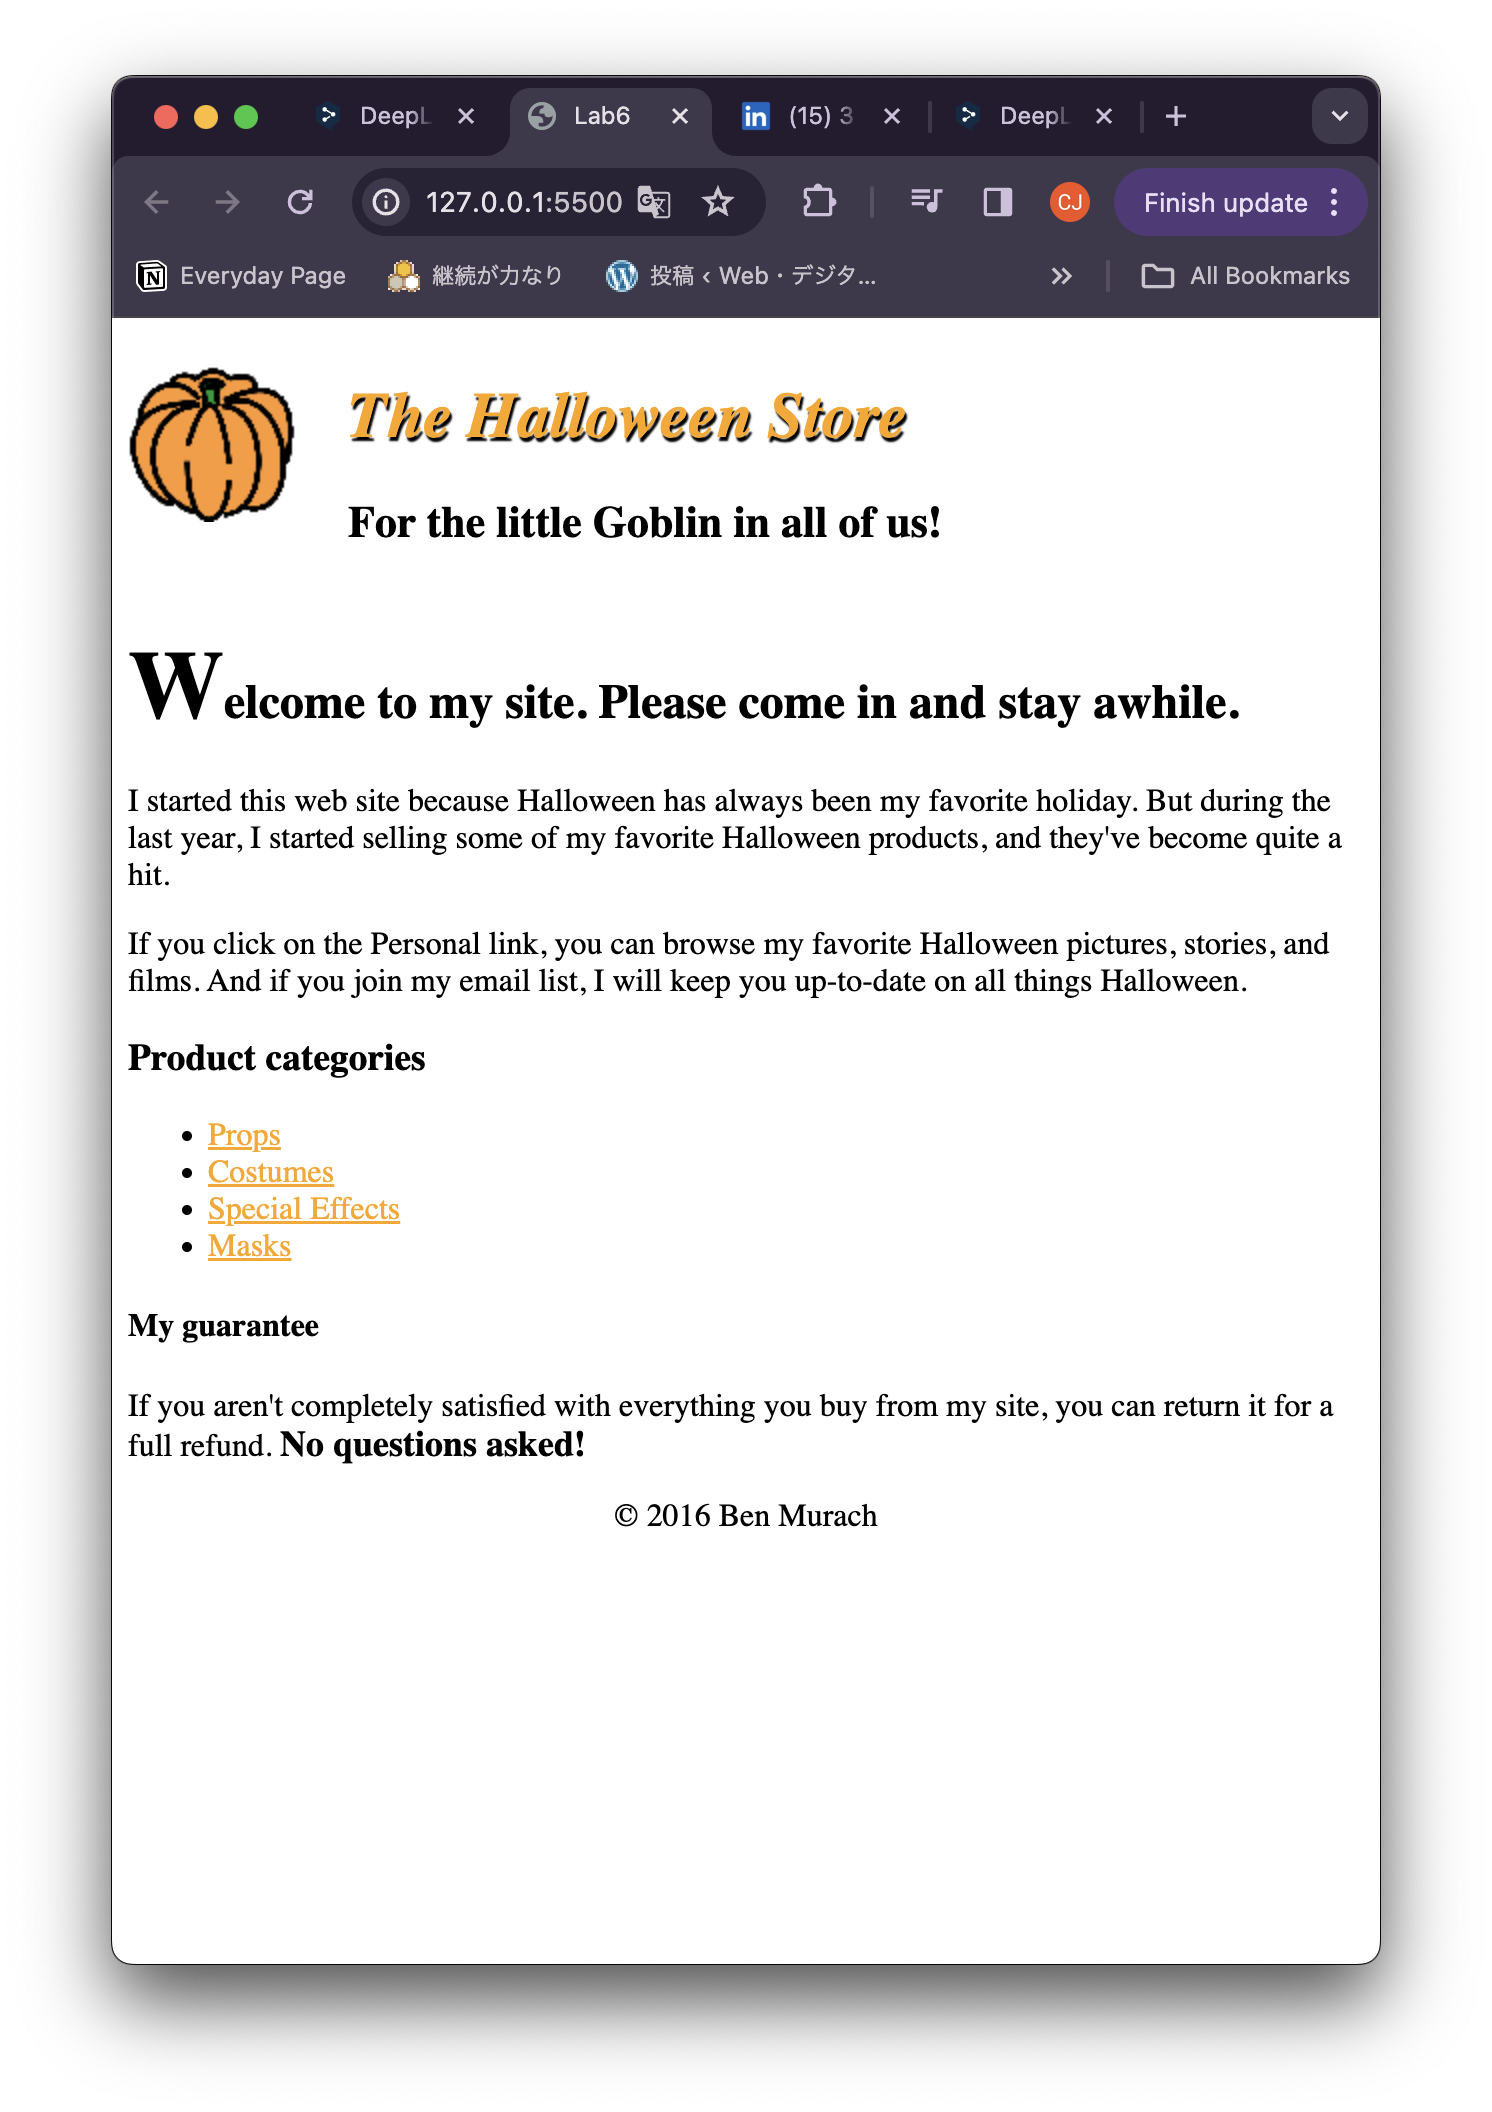 DeepL
Lab6
(15) 3
DeepL
127.0.0.1:5500
CJ
Finish update
Everyday Page
継続が力なり
投稿 ‹ Web・デジタ...
All Bookmarks
The Halloween Store
For the little Goblin in all of us!
Welcome to my site. Please come in and stay awhile.
I started this web site because Halloween has always been my favorite holiday. But during the
last year, I started selling some of my favorite Halloween products, and they've become quite a
hit.
If you click on the Personal link, you can browse my favorite Halloween pictures, stories, and
films. And if you join my email list, I will keep you up-to-date on all things Halloween.
Product categories
Props
Costumes
Special Effects
Masks
My guarantee
If you aren't completely satisfied with everything you buy from my site, you can return it for a
full refund. No questions asked!
© 2016 Ben Murach